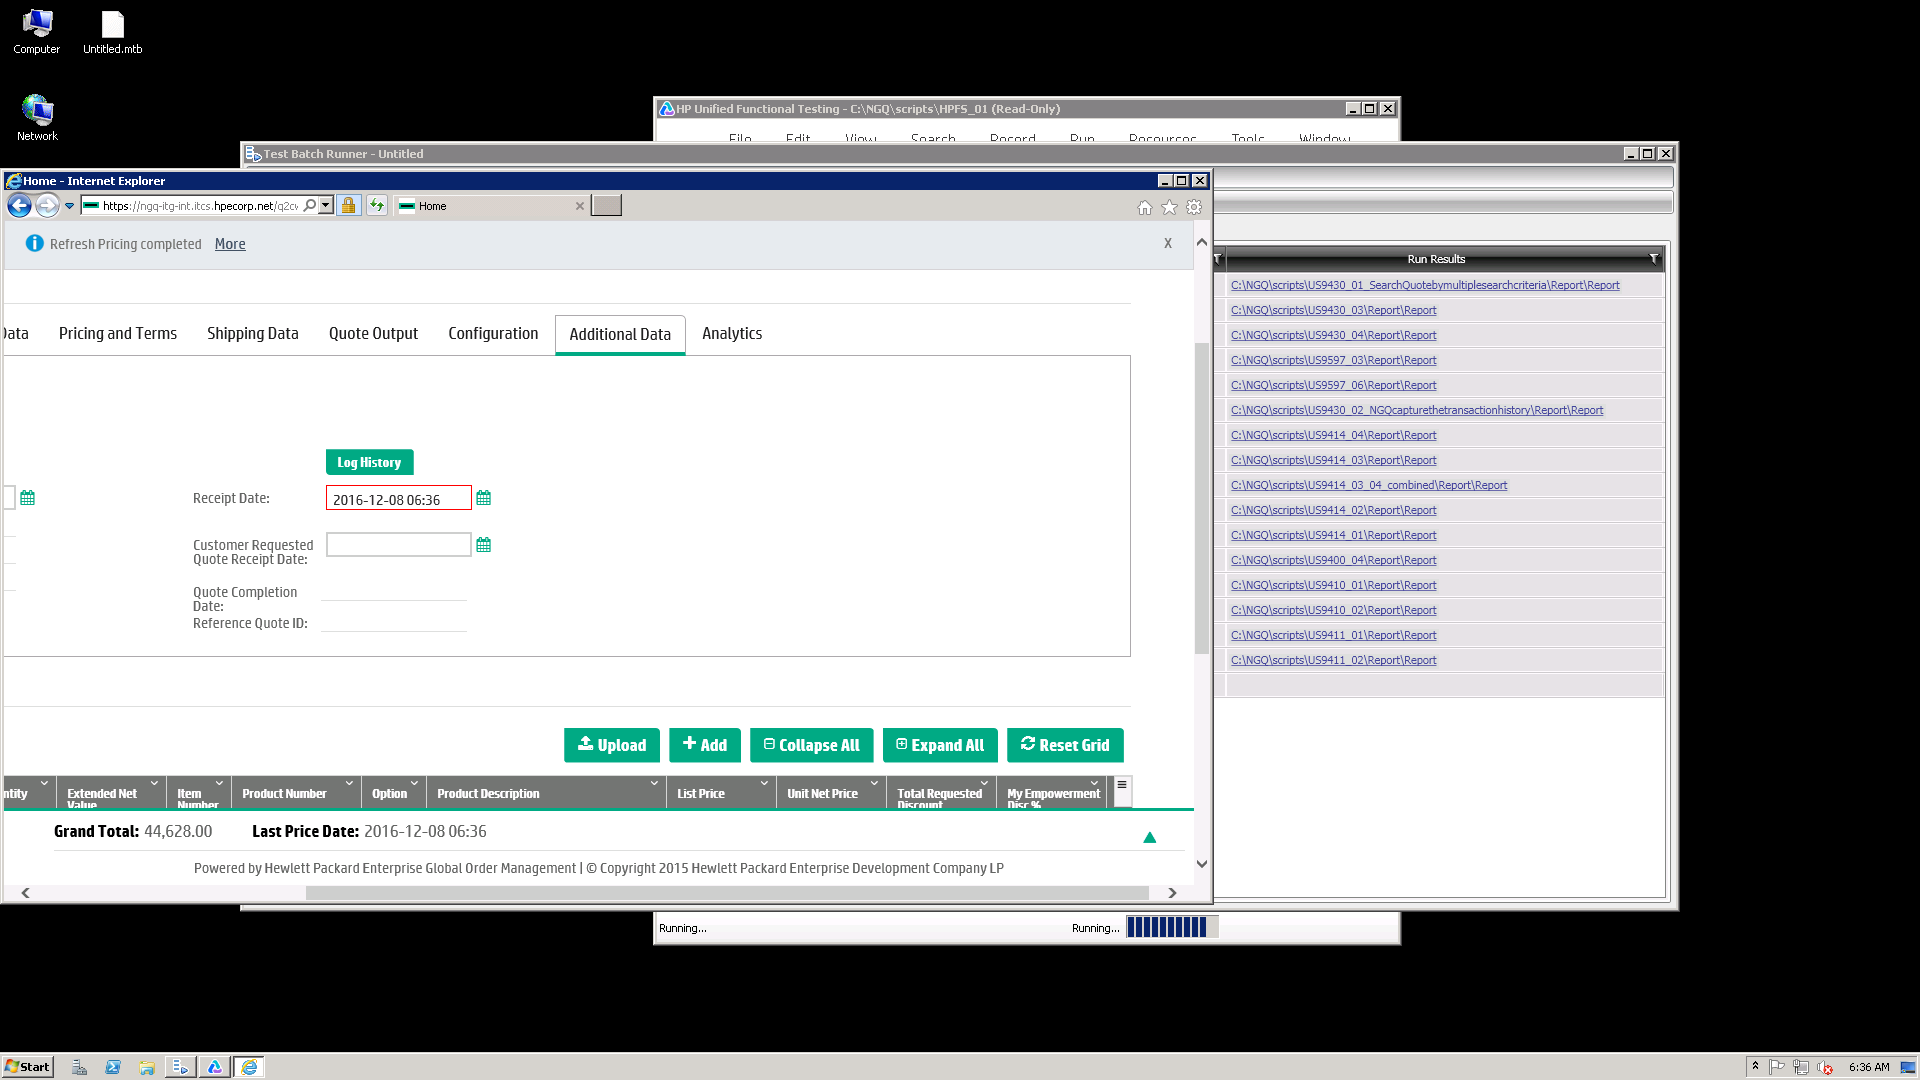 Computer
Untitled.mtb
Network
HP Unified Functional Testing - C:\NGQ\scripts\HPFS_01 (Read-Only)
File Edit View Search Record Run Resources Tools Window
Test Batch Runner - Untitled
Home - Internet Explorer
https://ngq-itg-int.itcs.hpecorp.net/q2c
Home
Refresh Pricing completed More X
Data Pricing and Terms Shipping Data Quote Output Configuration Additional Data Analytics
Log History
Receipt Date: 2016-12-08 06:36
Customer Requested
Quote Receipt Date:
Quote Completion
Date:
Reference Quote ID:
Upload Add Collapse All Expand All Reset Grid
ntity
Extended Net
Value
Item
Number
Product Number
Option
Product Description
List Price
Unit Net Price
Total Requested
Discount
My Empowerment
Disc %
Grand Total: 44,628.00 Last Price Date: 2016-12-08 06:36
Powered by Hewlett Packard Enterprise Global Order Management | © Copyright 2015 Hewlett Packard Enterprise Development Company LP
Run Results
C:\NGQ\scripts\US9430_01_SearchQuotebymultiplesearchcriteria\Report\Report
C:\NGQ\scripts\US9430_03\Report\Report
C:\NGQ\scripts\US9430_04\Report\Report
C:\NGQ\scripts\US9597_03\Report\Report
C:\NGQ\scripts\US9597_06\Report\Report
C:\NGQ\scripts\US9430_02_NGQcapturethetransactionhistory\Report\Report
C:\NGQ\scripts\US9414_04\Report\Report
C:\NGQ\scripts\US9414_03\Report\Report
C:\NGQ\scripts\US9414_03_04_combined\Report\Report
C:\NGQ\scripts\US9414_02\Report\Report
C:\NGQ\scripts\US9414_01\Report\Report
C:\NGQ\scripts\US9400_04\Report\Report
C:\NGQ\scripts\US9410_01\Report\Report
C:\NGQ\scripts\US9410_02\Report\Report
C:\NGQ\scripts\US9411_01\Report\Report
C:\NGQ\scripts\US9411_02\Report\Report
Running... Running...
Start 6:36 AM